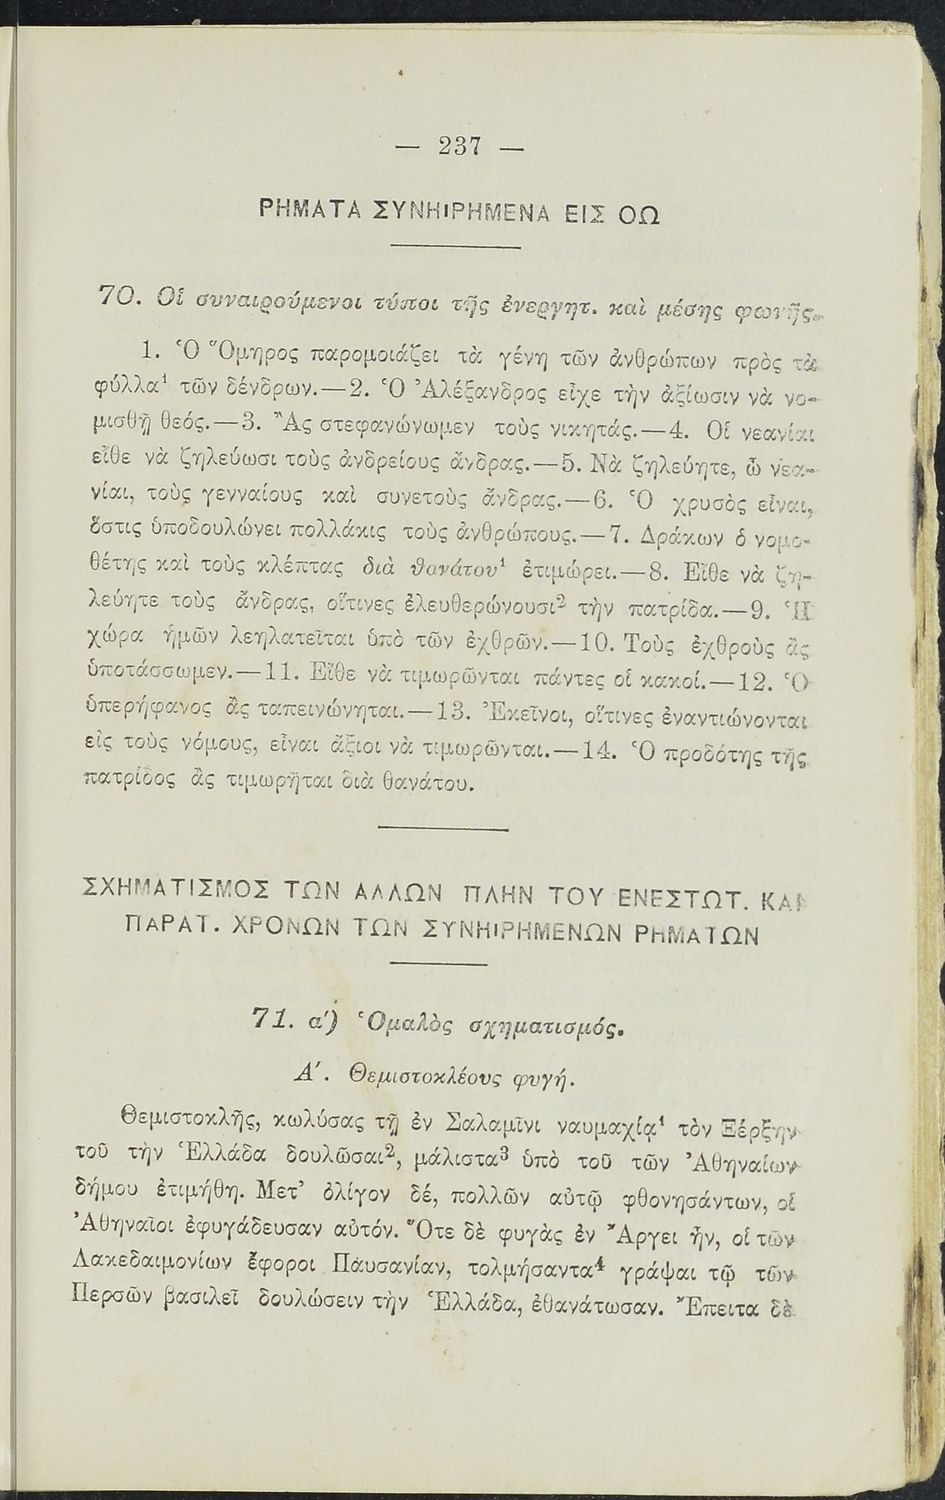 — 237 —
ΡΗΜΑΤΑ ΣΥΝΗΙΡΗΜΕΝΑ ΕΙΣ ΟΩ
70. Οἱ συναιρούμενοι τύποι τῆς ἐνεργητ. καὶ μέσης φωνῆς.
1. Ὁ Ὅμηρος παρομοιάζει τὰ γένη τῶν ἀνθρώπων πρὸς τὰ
φύλλα¹ τῶν δένδρων.—2. Ὁ Ἀλέξανδρος εἶχε τὴν ἀξίωσιν νὰ νο-
μισθῇ θεός.—3. Ἂς στεφανώνωμεν τοὺς νικητάς.—4. Οἱ νεανίαι
εἴθε νὰ ζηλεύωσι τοὺς ἀνδρείους ἄνδρας.—5. Νὰ ζηλεύητε, ὦ νεα-
νίαι, τοὺς γενναίους καὶ συνετοὺς ἄνδρας.—6. Ὁ χρυσὸς εἶναι,
ὅστις ὑποδουλώνει πολλάκις τοὺς ἀνθρώπους.—7. Δράκων ὁ νομο-
θέτης καὶ τοὺς κλέπτας διὰ θανάτου¹ ἐτιμώρει.—8. Εἴθε νὰ ζη-
λεύητε τοὺς ἄνδρας, οἵτινες ἐλευθερώνουσι² τὴν πατρίδα.—9. Ἡ
χώρα ἡμῶν λεηλατεῖται ὑπὸ τῶν ἐχθρῶν.—10. Τοὺς ἐχθροὺς ἂς
ὑποτάσσωμεν.—11. Εἴθε νὰ τιμωρῶνται πάντες οἱ κακοί.—12. Ὁ
ὑπερήφανος ἂς ταπεινώνηται.—13. Ἐκεῖνοι, οἵτινες ἐναντιώνονται
εἰς τοὺς νόμους, εἶναι ἄξιοι νὰ τιμωρῶνται.—14. Ὁ προδότης τῆς
πατρίδος ἂς τιμωρῆται διὰ θανάτου.
ΣΧΗΜΑΤΙΣΜΟΣ ΤΩΝ ΑΛΛΩΝ ΠΛΗΝ ΤΟΥ ΕΝΕΣΤΩΤ. ΚΑΙ
ΠΑΡΑΤ. ΧΡΟΝΩΝ ΤΩΝ ΣΥΝΗΙΡΗΜΕΝΩΝ ΡΗΜΑΤΩΝ
71. α΄) Ὁμαλὸς σχηματισμός.
Α΄. Θεμιστοκλέους φυγή.
Θεμιστοκλῆς, κωλύσας τῇ ἐν Σαλαμῖνι ναυμαχίᾳ¹ τὸν Ξέρξην
τοῦ τὴν Ἑλλάδα δουλῶσαι², μάλιστα³ ὑπὸ τοῦ τῶν Ἀθηναίων
δήμου ἐτιμήθη. Μετ’ ὀλίγον δέ, πολλῶν αὐτῷ φθονησάντων, οἱ
Ἀθηναῖοι ἐφυγάδευσαν αὐτόν. Ὅτε δὲ φυγὰς ἐν Ἄργει ἦν, οἱ τῶν
Λακεδαιμονίων ἔφοροι Παυσανίαν, τολμήσαντα⁴ γράψαι τῷ τῶν
Περσῶν βασιλεῖ δουλώσειν τὴν Ἑλλάδα, ἐθανάτωσαν. Ἔπειτα δὲ